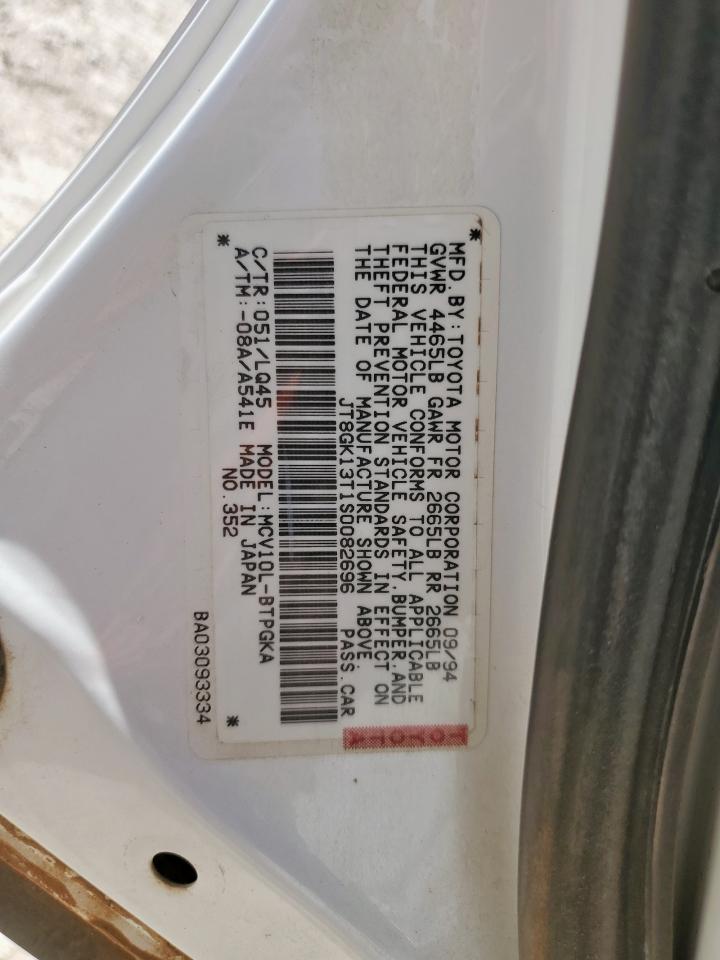 * MFD.BY:TOYOTA MOTOR CORPORATION 09/94
GVWR 4465LB GAWR FR 2665LB RR 2665LB
THIS VEHICLE CONFORMS TO ALL APPLICABLE
FEDERAL MOTOR VEHICLE SAFETY,BUMPER,AND
THEFT PREVENTION STANDARDS IN EFFECT ON
THE DATE OF MANUFACTURE SHOWN ABOVE.
JT8GK13T1S0082696 PASS.CAR
TOYOTA
C/TR:051/LQ45 MODEL:MCV10L-BTPGKA
A/TM:-08A/A541E MADE IN JAPAN
* NO.352 *
BA03093334